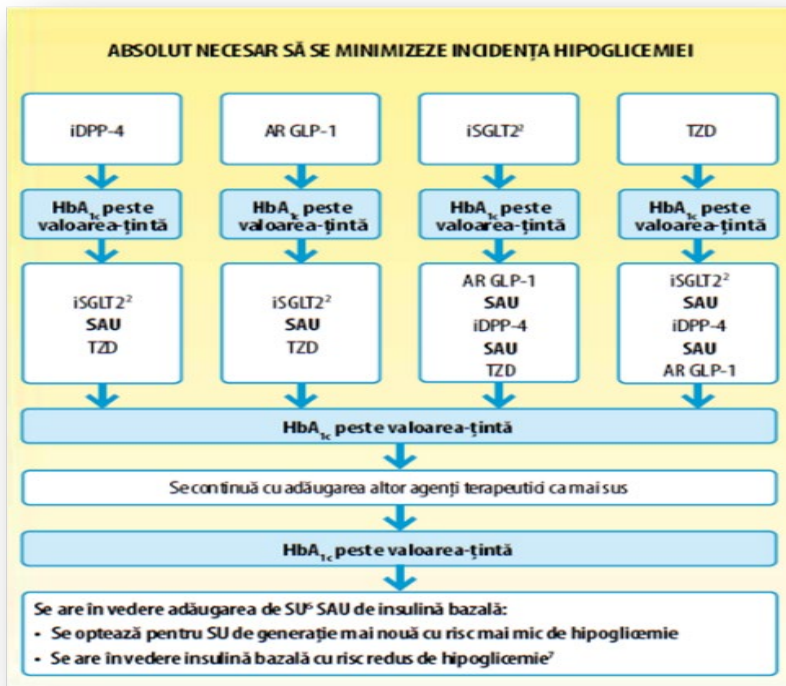 ABSOLUT NECESAR SĂ SE MINIMIZEZE INCIDENȚA HIPOGLICEMIEI
iDPP-4
AR GLP-1
iSGLT2²
TZD
HbA₁c peste
valoarea-țintă
HbA₁c peste
valoarea-țintă
HbA₁c peste
valoarea-țintă
HbA₁c peste
valoarea-țintă
iSGLT2²
SAU
TZD
iSGLT2²
SAU
TZD
AR GLP-1
SAU
iDPP-4
SAU
TZD
iSGLT2²
SAU
iDPP-4
SAU
AR GLP-1
HbA₁c peste valoarea-țintă
Se continuă cu adăugarea altor agenți terapeutici ca mai sus
HbA₁c peste valoarea-țintă
Se are în vedere adăugarea de SU⁶ SAU de insulină bazală:
• Se optează pentru SU de generație mai nouă cu risc mai mic de hipoglicemie
• Se are în vedere insulină bazală cu risc redus de hipoglicemie⁷